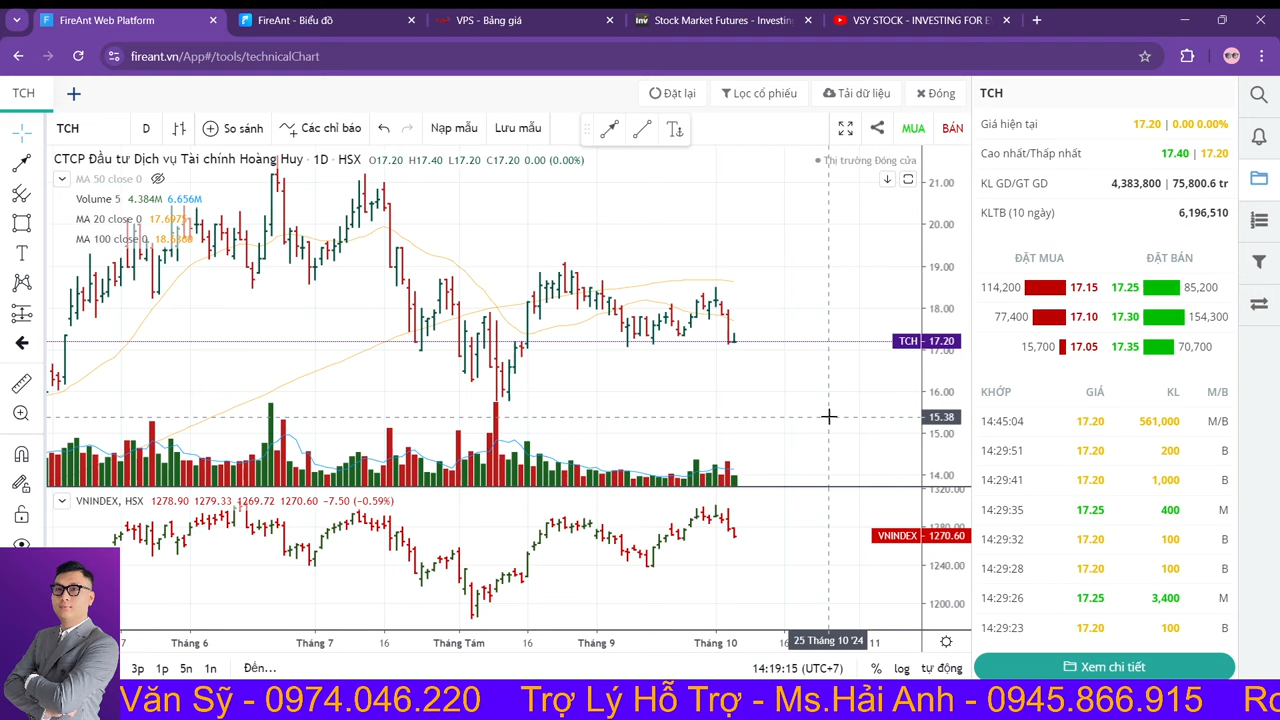 FireAnt Web Platform
FireAnt - Biểu đồ
VPS - Bảng giá
Inv Stock Market Futures - Investin
VSY STOCK - INVESTING FOR E
fireant.vn/App#/tools/technicalChart
TCH
Đặt lại
Lọc cổ phiếu
Tải dữ liệu
Đóng
TCH
TCH D So sánh Các chỉ báo Nạp mẫu Lưu mẫu MUA BÁN
CTCP Đầu tư Dịch vụ Tài chính Hoàng Huy · 1D · HSX O17.20 H17.40 L17.20 C17.20 0.00 (0.00%)
Thị trường Đóng cửa
MA 50 close 0
Volume 5 4.384M 6.656M
MA 20 close 0 17.6975
MA 100 close 0
21.00
20.00
19.00
18.00
TCH 17.20
17.00
16.00
15.38
15.00
14.00
VNINDEX, HSX 1278.90 1279.33 1269.72 1270.60 -7.50 (-0.59%)
1320.00
1280.00
VNINDEX 1270.60
1240.00
1200.00
7 Tháng 6 Tháng 7 16 Tháng Tám 16 Tháng 9 Tháng 10 16 25 Tháng 10 '24 11
3p 1p 5n 1n Đến... 14:19:15 (UTC+7) % log tự động
Giá hiện tại 17.20 | 0.00 0.00%
Cao nhất/Thấp nhất 17.40 | 17.20
KL GD/GT GD 4,383,800 | 75,800.6 tr
KLTB (10 ngày) 6,196,510
ĐẶT MUA ĐẶT BÁN
114,200 17.15 17.25 85,200
77,400 17.10 17.30 154,300
15,700 17.05 17.35 70,700
KHỚP GIÁ KL M/B
14:45:04 17.20 561,000 M/B
14:29:51 17.20 200 B
14:29:41 17.20 1,000 B
14:29:35 17.25 400 M
14:29:32 17.20 100 B
14:29:28 17.20 100 B
14:29:26 17.25 3,400 M
14:29:23 17.20 100 B
Xem chi tiết
Văn Sỹ - 0974.046.220 Trợ Lý Hỗ Trợ - Ms.Hải Anh - 0945.866.915 Ro